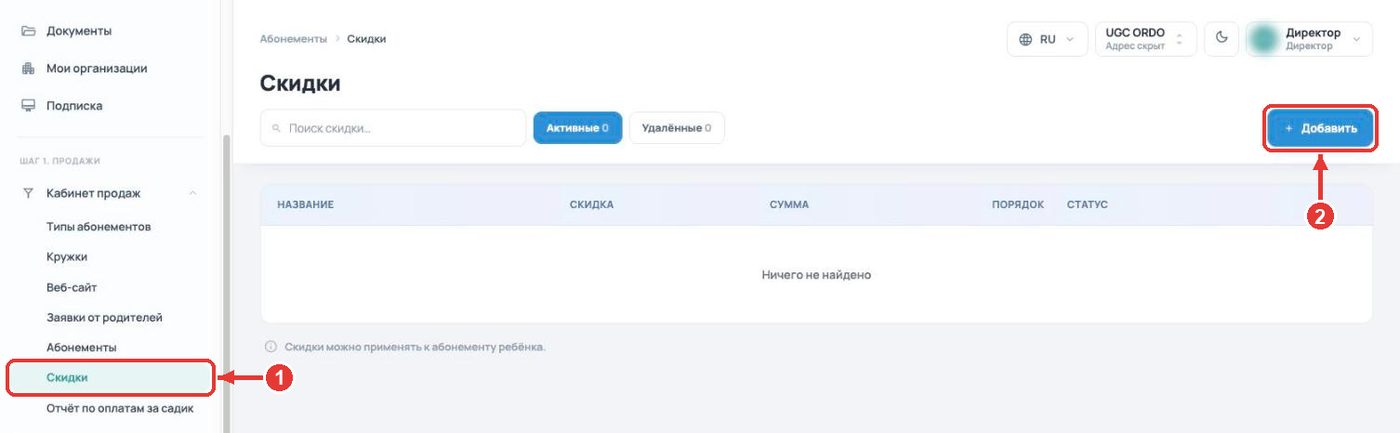 Документы
Мои организации
Подписка
ШАГ 1. ПРОДАЖИ
Кабинет продаж
Типы абонементов
Кружки
Веб-сайт
Заявки от родителей
Абонементы
Скидки
Отчёт по оплатам за садик
1
Абонементы > Скидки
RU
UGC ORDO
Адрес скрыт
Директор
Директор
Скидки
Поиск скидки...
Активные 0
Удалённые 0
+ Добавить
2
НАЗВАНИЕ СКИДКА СУММА ПОРЯДОК СТАТУС
Ничего не найдено
Скидки можно применять к абонементу ребёнка.